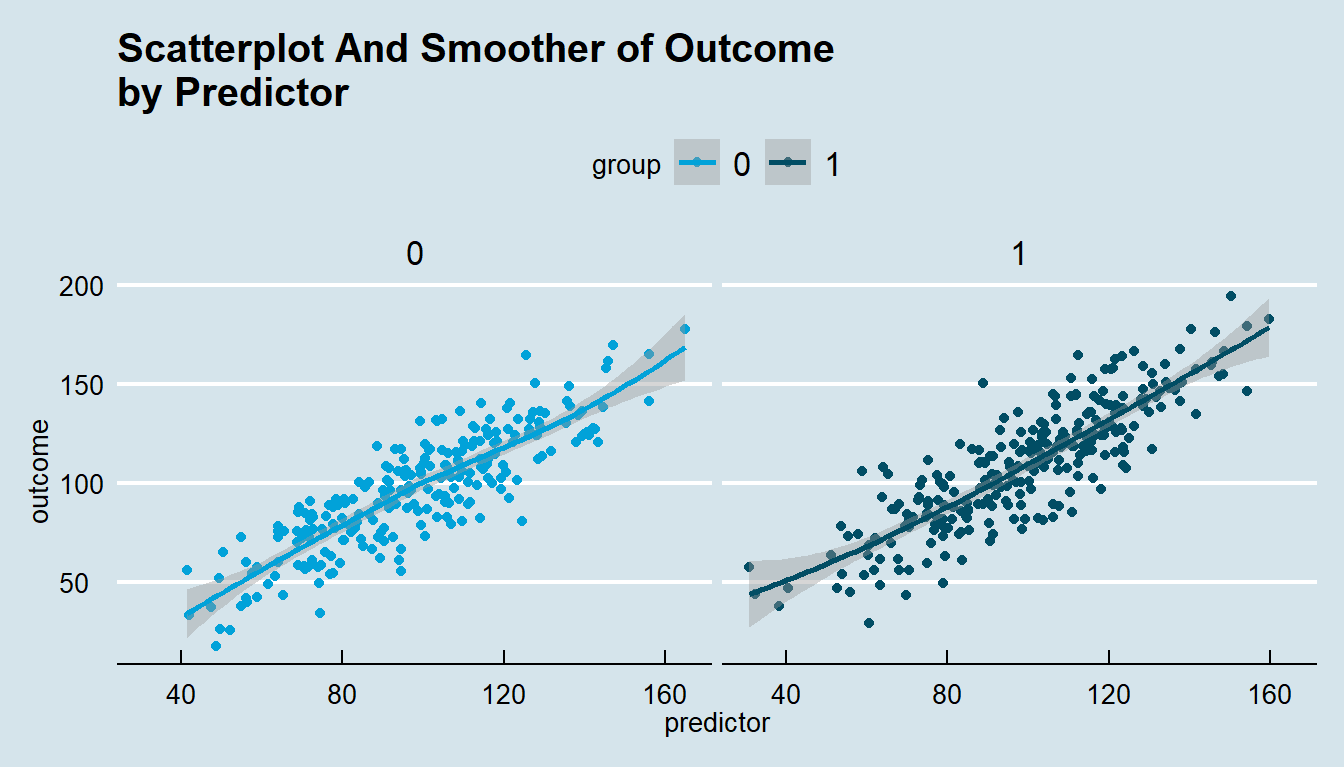 Scatterplot And Smoother of Outcome
by Predictor
group 0 1
0 1
200
150
100
50
outcome
40 80 120 160 40 80 120 160
predictor